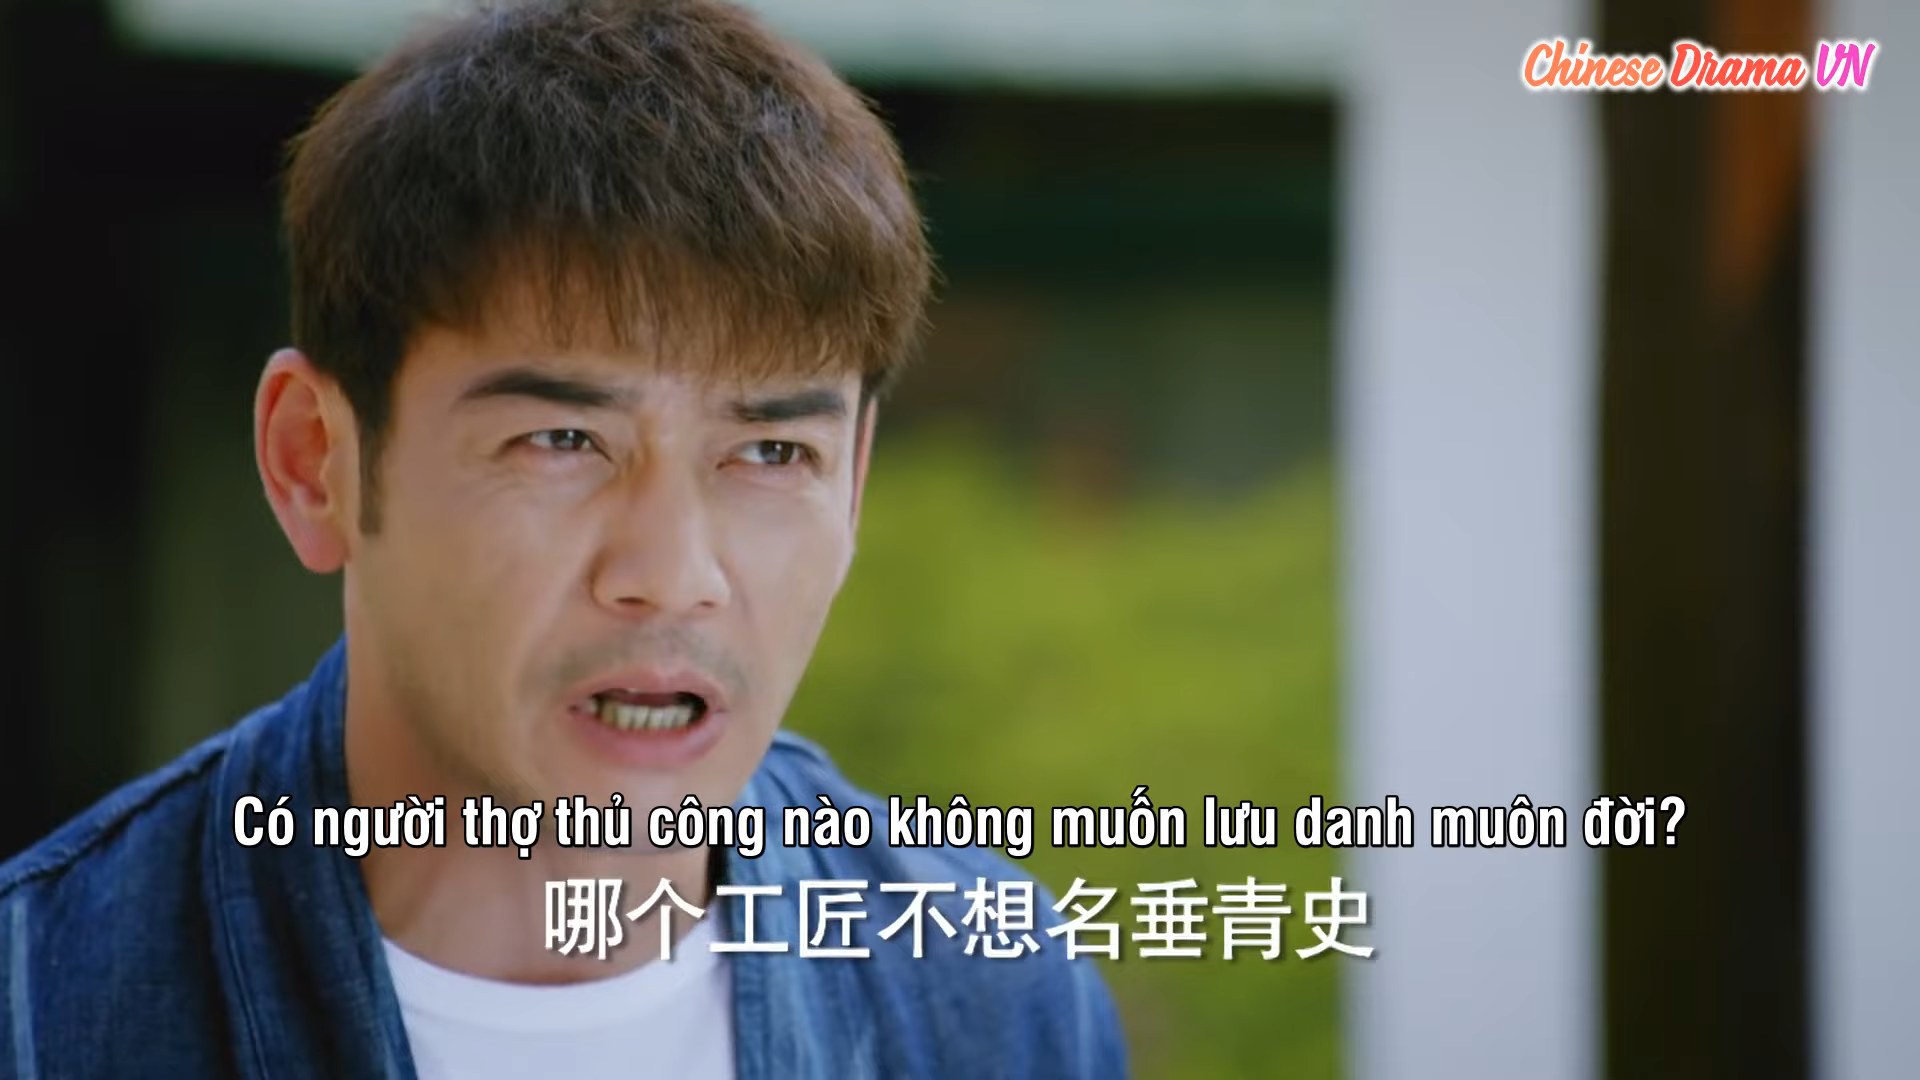 Chinese Drama VN
Có người thợ thủ công nào không muốn lưu danh muôn đời?
哪个工匠不想名垂青史